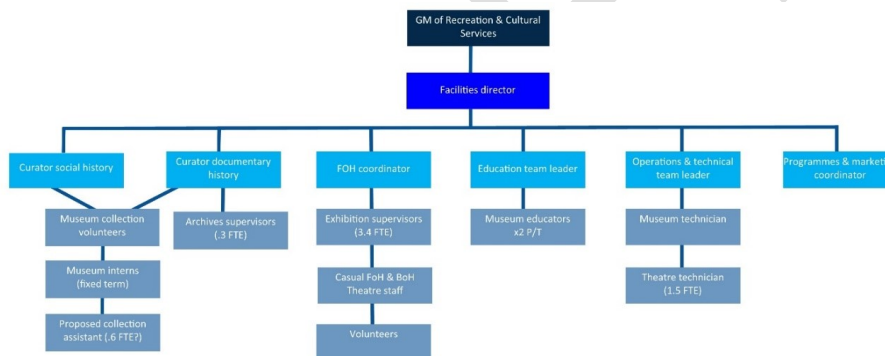 GM of Recreation & Cultural
Services
Facilities director
Curator social history
Curator documentary
history
FOH coordinator
Education team leader
Operations & technical
team leader
Programmes &
coordinator
Museum collection
volunteers
Archives supervisors
(.3 FTE)
Exhibition supervisors
(3.4 FTE)
Museum educators
x2 P/T
Museum technician
Museum interns
(fixed term)
Casual FoH & BoH
Theatre staff
Theatre technician
(1.5 FTE)
Proposed collection
assistant (.6 FTE?)
Volunteers